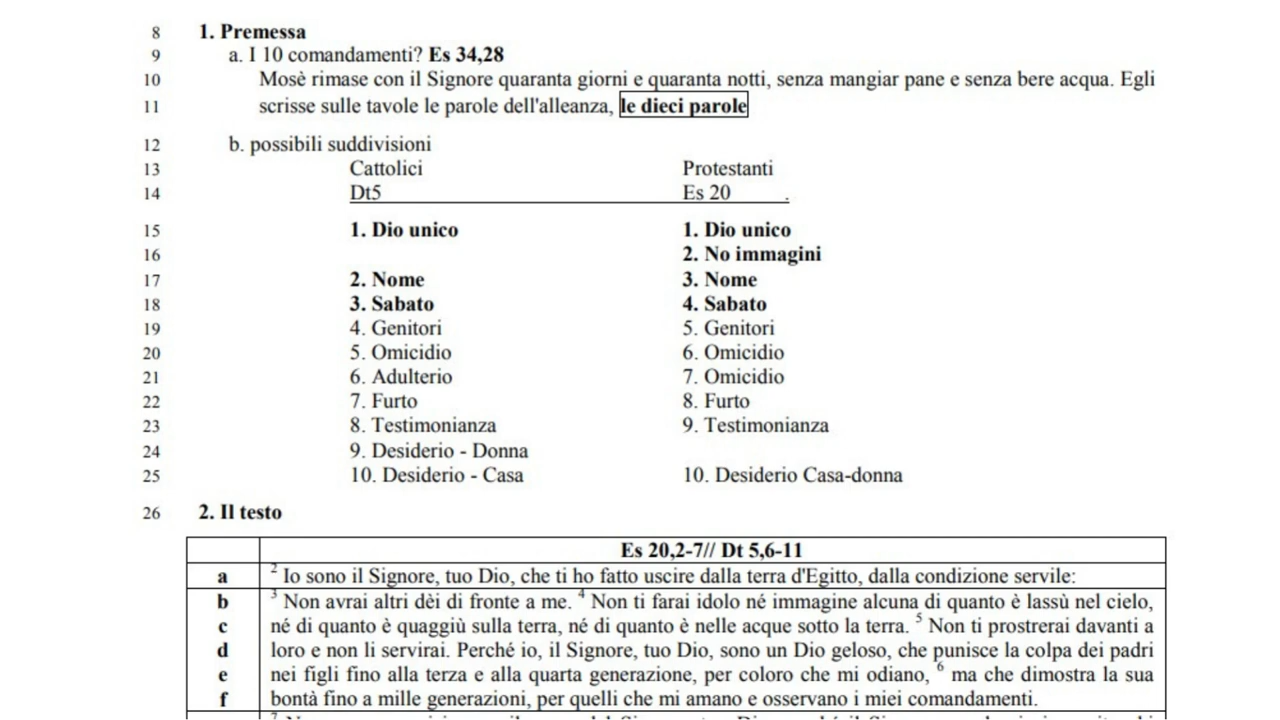 8 1. Premessa
9 a. I 10 comandamenti? Es 34,28
10 Mosè rimase con il Signore quaranta giorni e quaranta notti, senza mangiar pane e senza bere acqua. Egli
11 scrisse sulle tavole le parole dell'alleanza, le dieci parole
12 b. possibili suddivisioni
13 Cattolici Protestanti
14 Dt5 Es 20 .
15 1. Dio unico 1. Dio unico
16 2. No immagini
17 2. Nome 3. Nome
18 3. Sabato 4. Sabato
19 4. Genitori 5. Genitori
20 5. Omicidio 6. Omicidio
21 6. Adulterio 7. Omicidio
22 7. Furto 8. Furto
23 8. Testimonianza 9. Testimonianza
24 9. Desiderio - Donna
25 10. Desiderio - Casa 10. Desiderio Casa-donna
26 2. Il testo
Es 20,2-7// Dt 5,6-11
a 2 Io sono il Signore, tuo Dio, che ti ho fatto uscire dalla terra d'Egitto, dalla condizione servile:
b 3 Non avrai altri dèi di fronte a me. 4 Non ti farai idolo né immagine alcuna di quanto è lassù nel cielo,
c né di quanto è quaggiù sulla terra, né di quanto è nelle acque sotto la terra. 5 Non ti prostrerai davanti a
d loro e non li servirai. Perché io, il Signore, tuo Dio, sono un Dio geloso, che punisce la colpa dei padri
e nei figli fino alla terza e alla quarta generazione, per coloro che mi odiano, 6 ma che dimostra la sua
f bontà fino a mille generazioni, per quelli che mi amano e osservano i miei comandamenti.